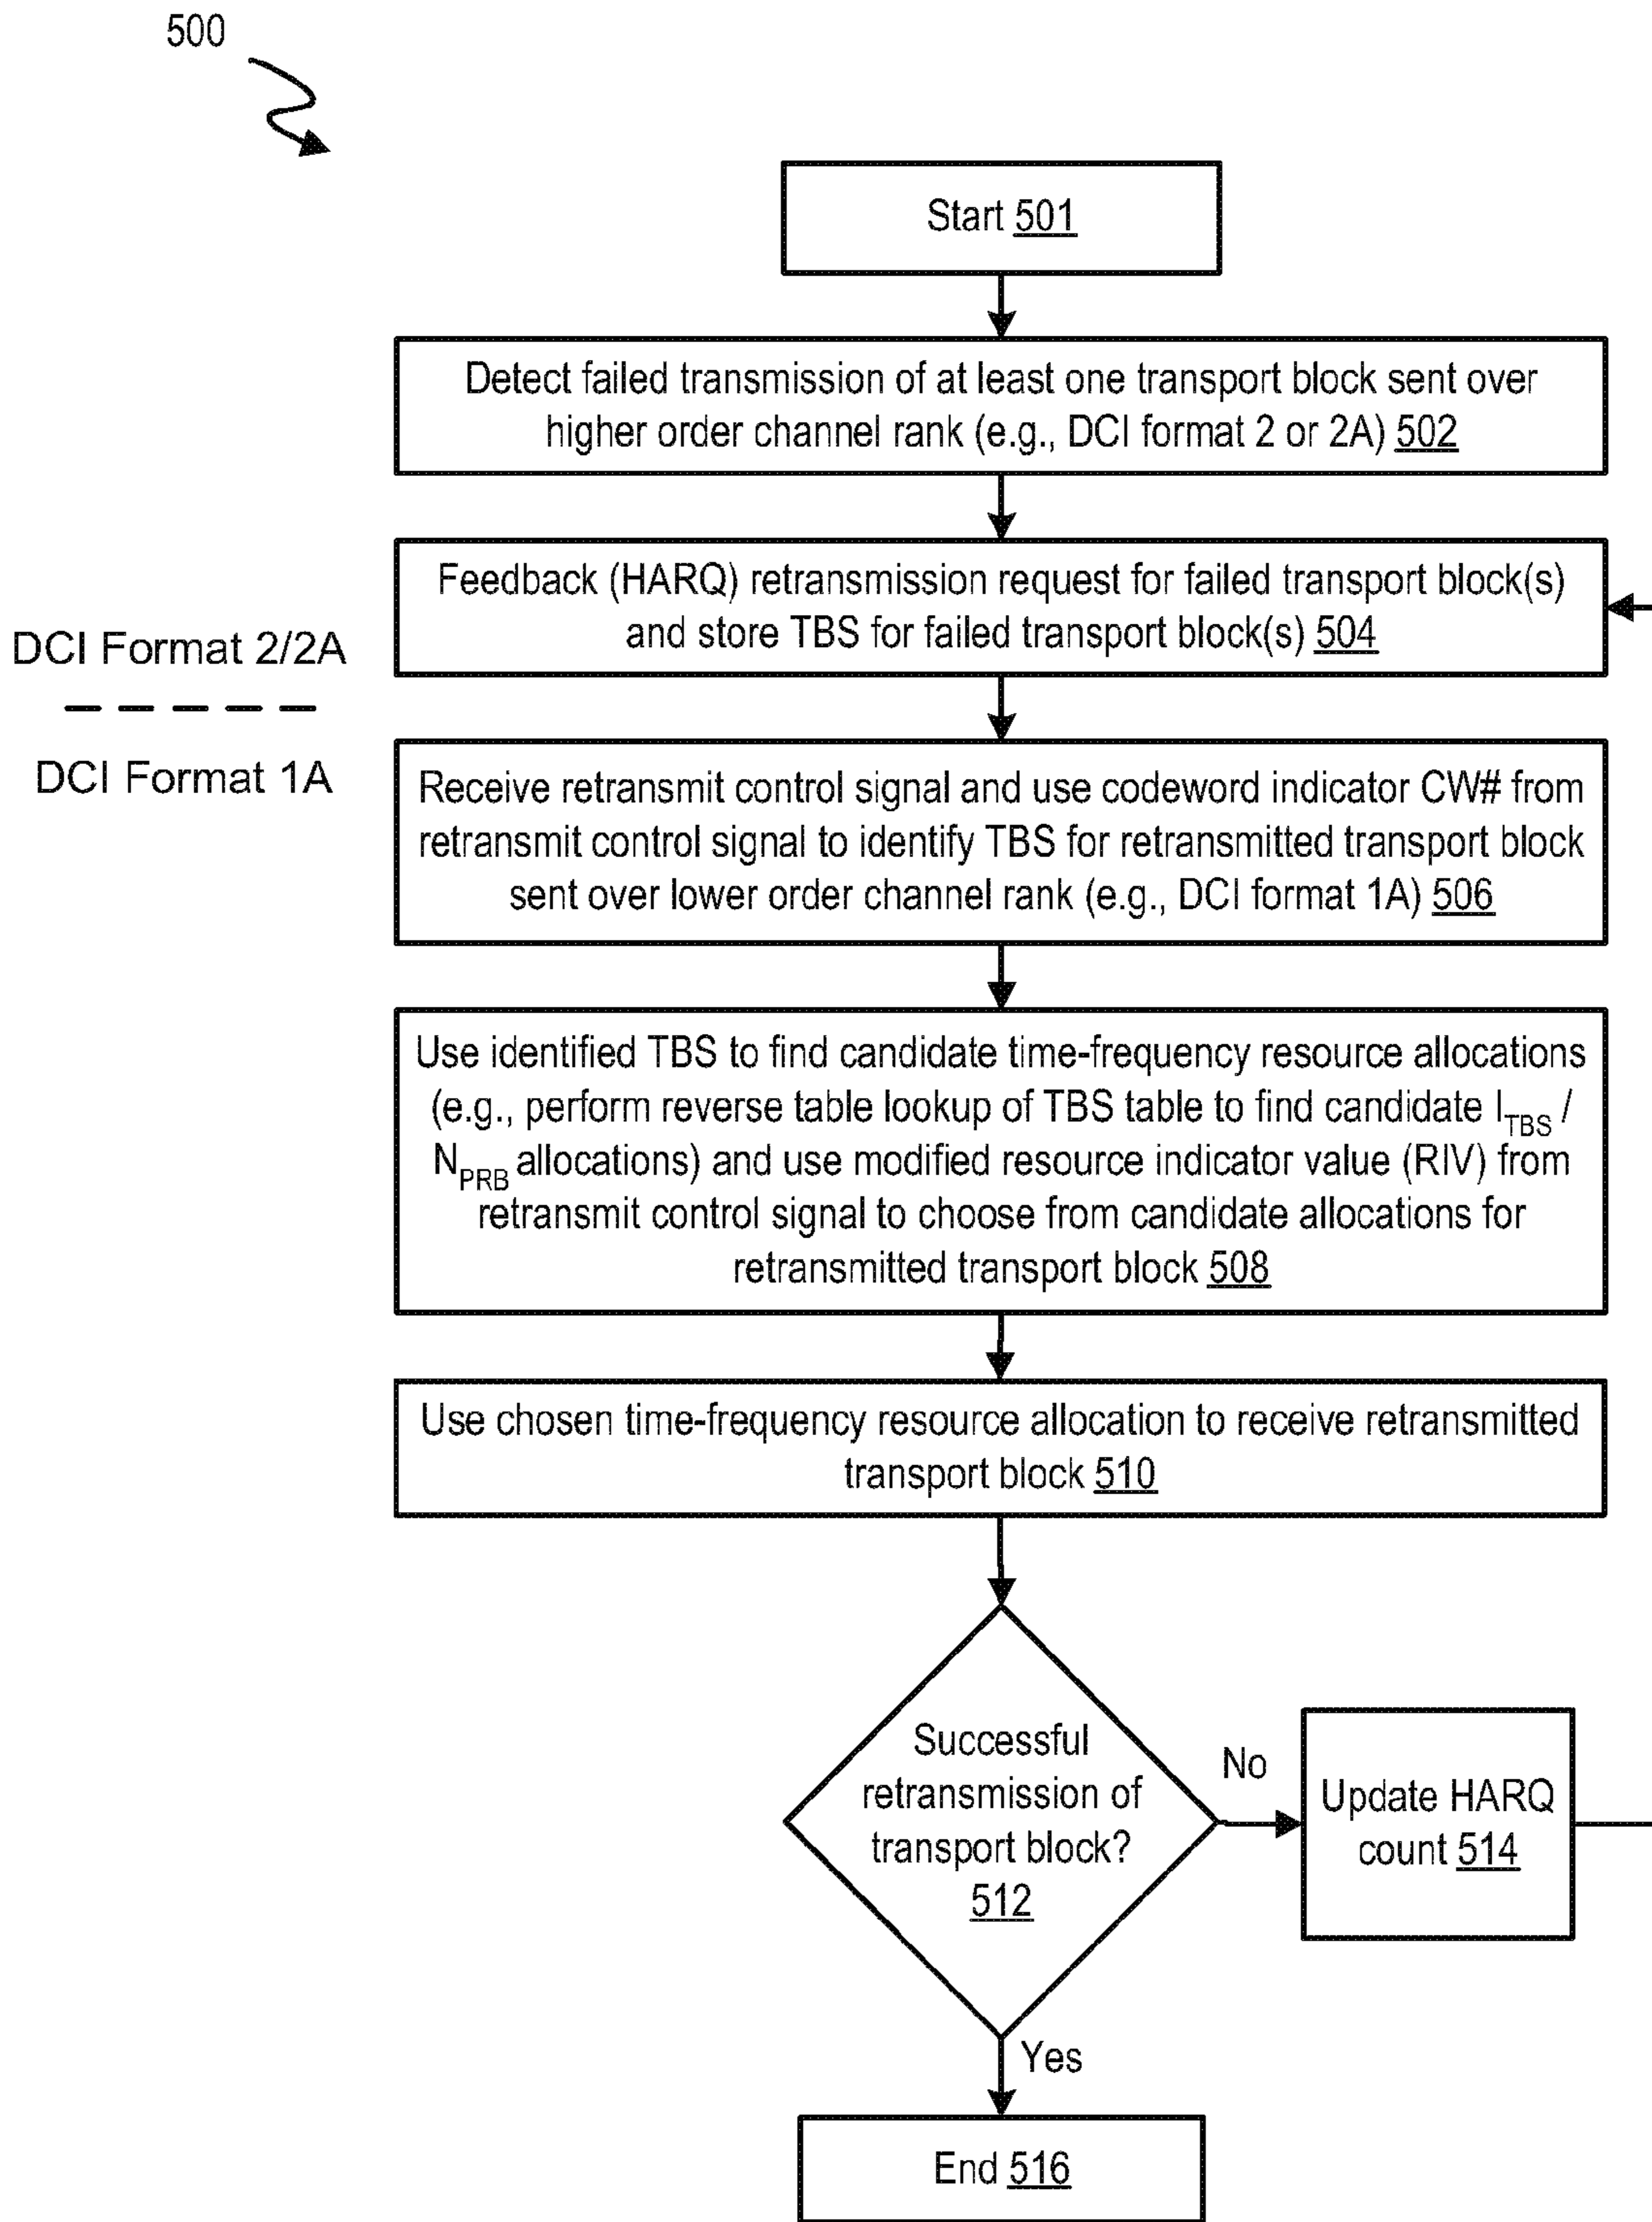 500
Start 501
Detect failed transmission of at least one transport block sent over
higher order channel rank (e.g., DCI format 2 or 2A) 502
Feedback (HARQ) retransmission request for failed transport block(s)
and store TBS for failed transport block(s) 504
DCI Format 2/2A
DCI Format 1A
Receive retransmit control signal and use codeword indicator CW# from
retransmit control signal to identify TBS for retransmitted transport block
sent over lower order channel rank (e.g., DCI format 1A) 506
Use identified TBS to find candidate time-frequency resource allocations
(e.g., perform reverse table lookup of TBS table to find candidate I_TBS /
N_PRB allocations) and use modified resource indicator value (RIV) from
retransmit control signal to choose from candidate allocations for
retransmitted transport block 508
Use chosen time-frequency resource allocation to receive retransmitted
transport block 510
Successful
retransmission of
transport block?
512
No
Update HARQ
count 514
Yes
End 516